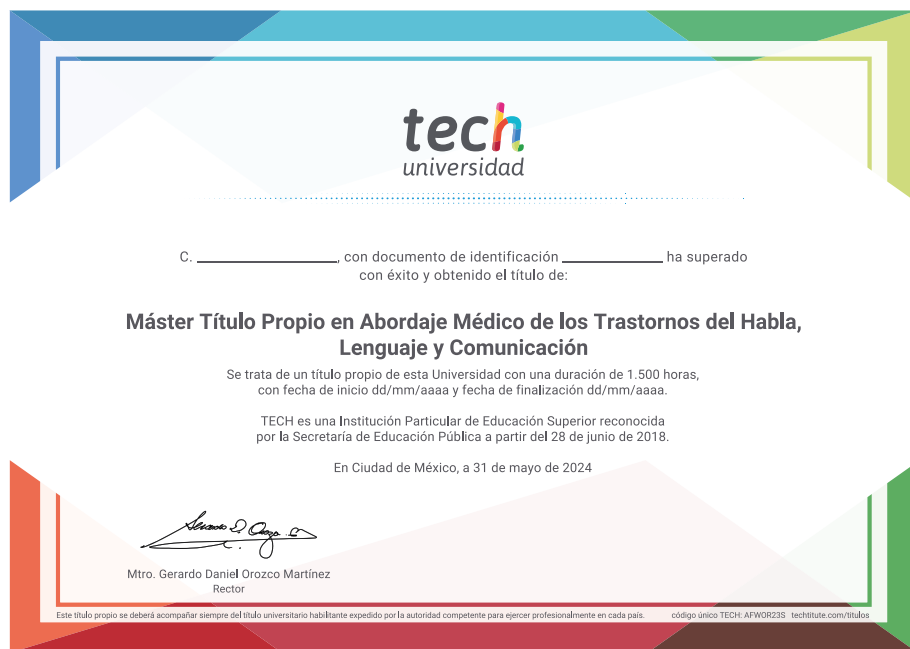 tech
universidad
C. ____________________, con documento de identificación ______________ ha superado
con éxito y obtenido el título de:
Máster Título Propio en Abordaje Médico de los Trastornos del Habla,
Lenguaje y Comunicación
Se trata de un título propio de esta Universidad con una duración de 1.500 horas,
con fecha de inicio dd/mm/aaaa y fecha de finalización dd/mm/aaaa.
TECH es una Institución Particular de Educación Superior reconocida
por la Secretaría de Educación Pública a partir del 28 de junio de 2018.
En Ciudad de México, a 31 de mayo de 2024
Mtro. Gerardo Daniel Orozco Martínez
Rector
Este título propio se deberá acompañar siempre del título universitario habilitante expedido por la autoridad competente para ejercer profesionalmente en cada país. código único TECH: AFWOR23S techtitute.com/titulos